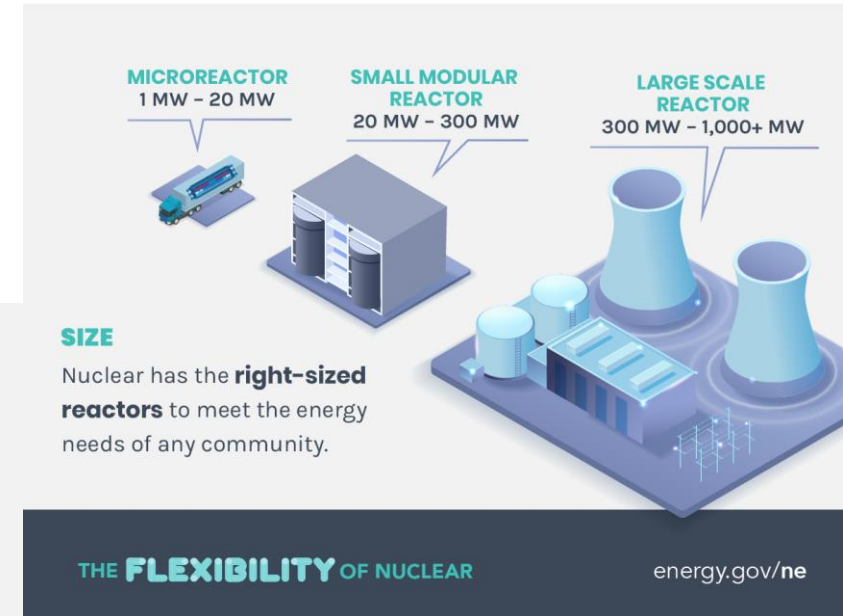 MICROREACTOR
1 MW – 20 MW
SMALL MODULAR
REACTOR
20 MW – 300 MW
LARGE SCALE
REACTOR
300 MW – 1,000+ MW
SIZE
Nuclear has the right-sized
reactors to meet the energy
needs of any community.
THE FLEXIBILITY OF NUCLEAR
energy.gov/ne